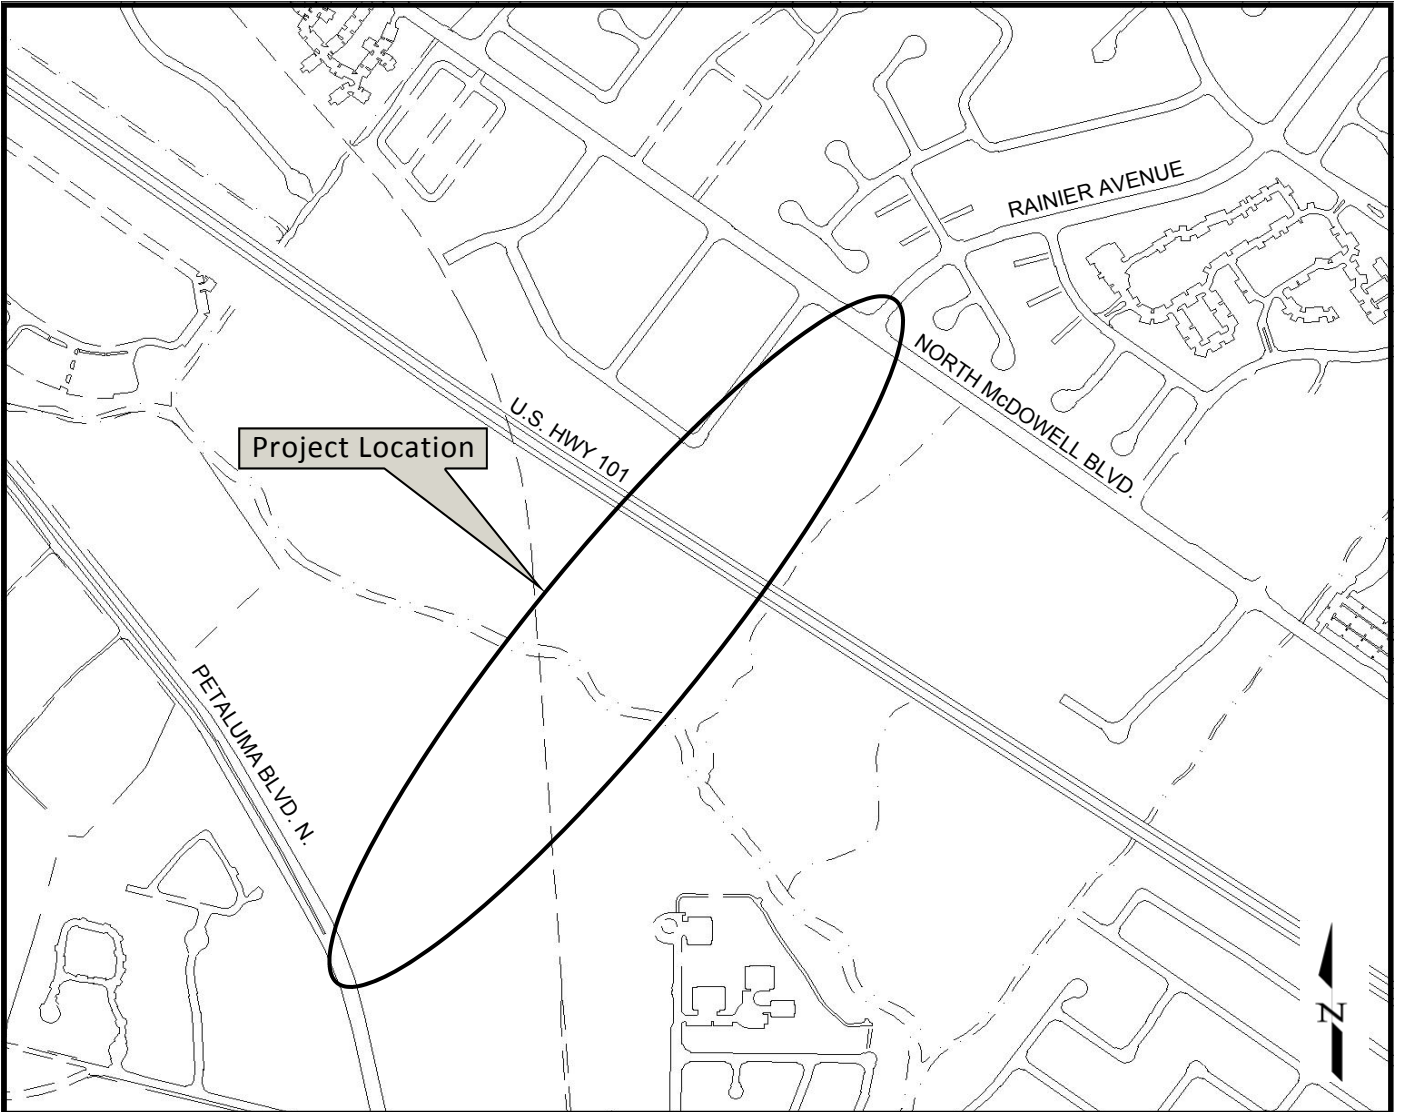 RAINIER AVENUE
NORTH McDOWELL BLVD.
U.S. HWY 101
Project Location
PETALUMA BLVD. N.
N